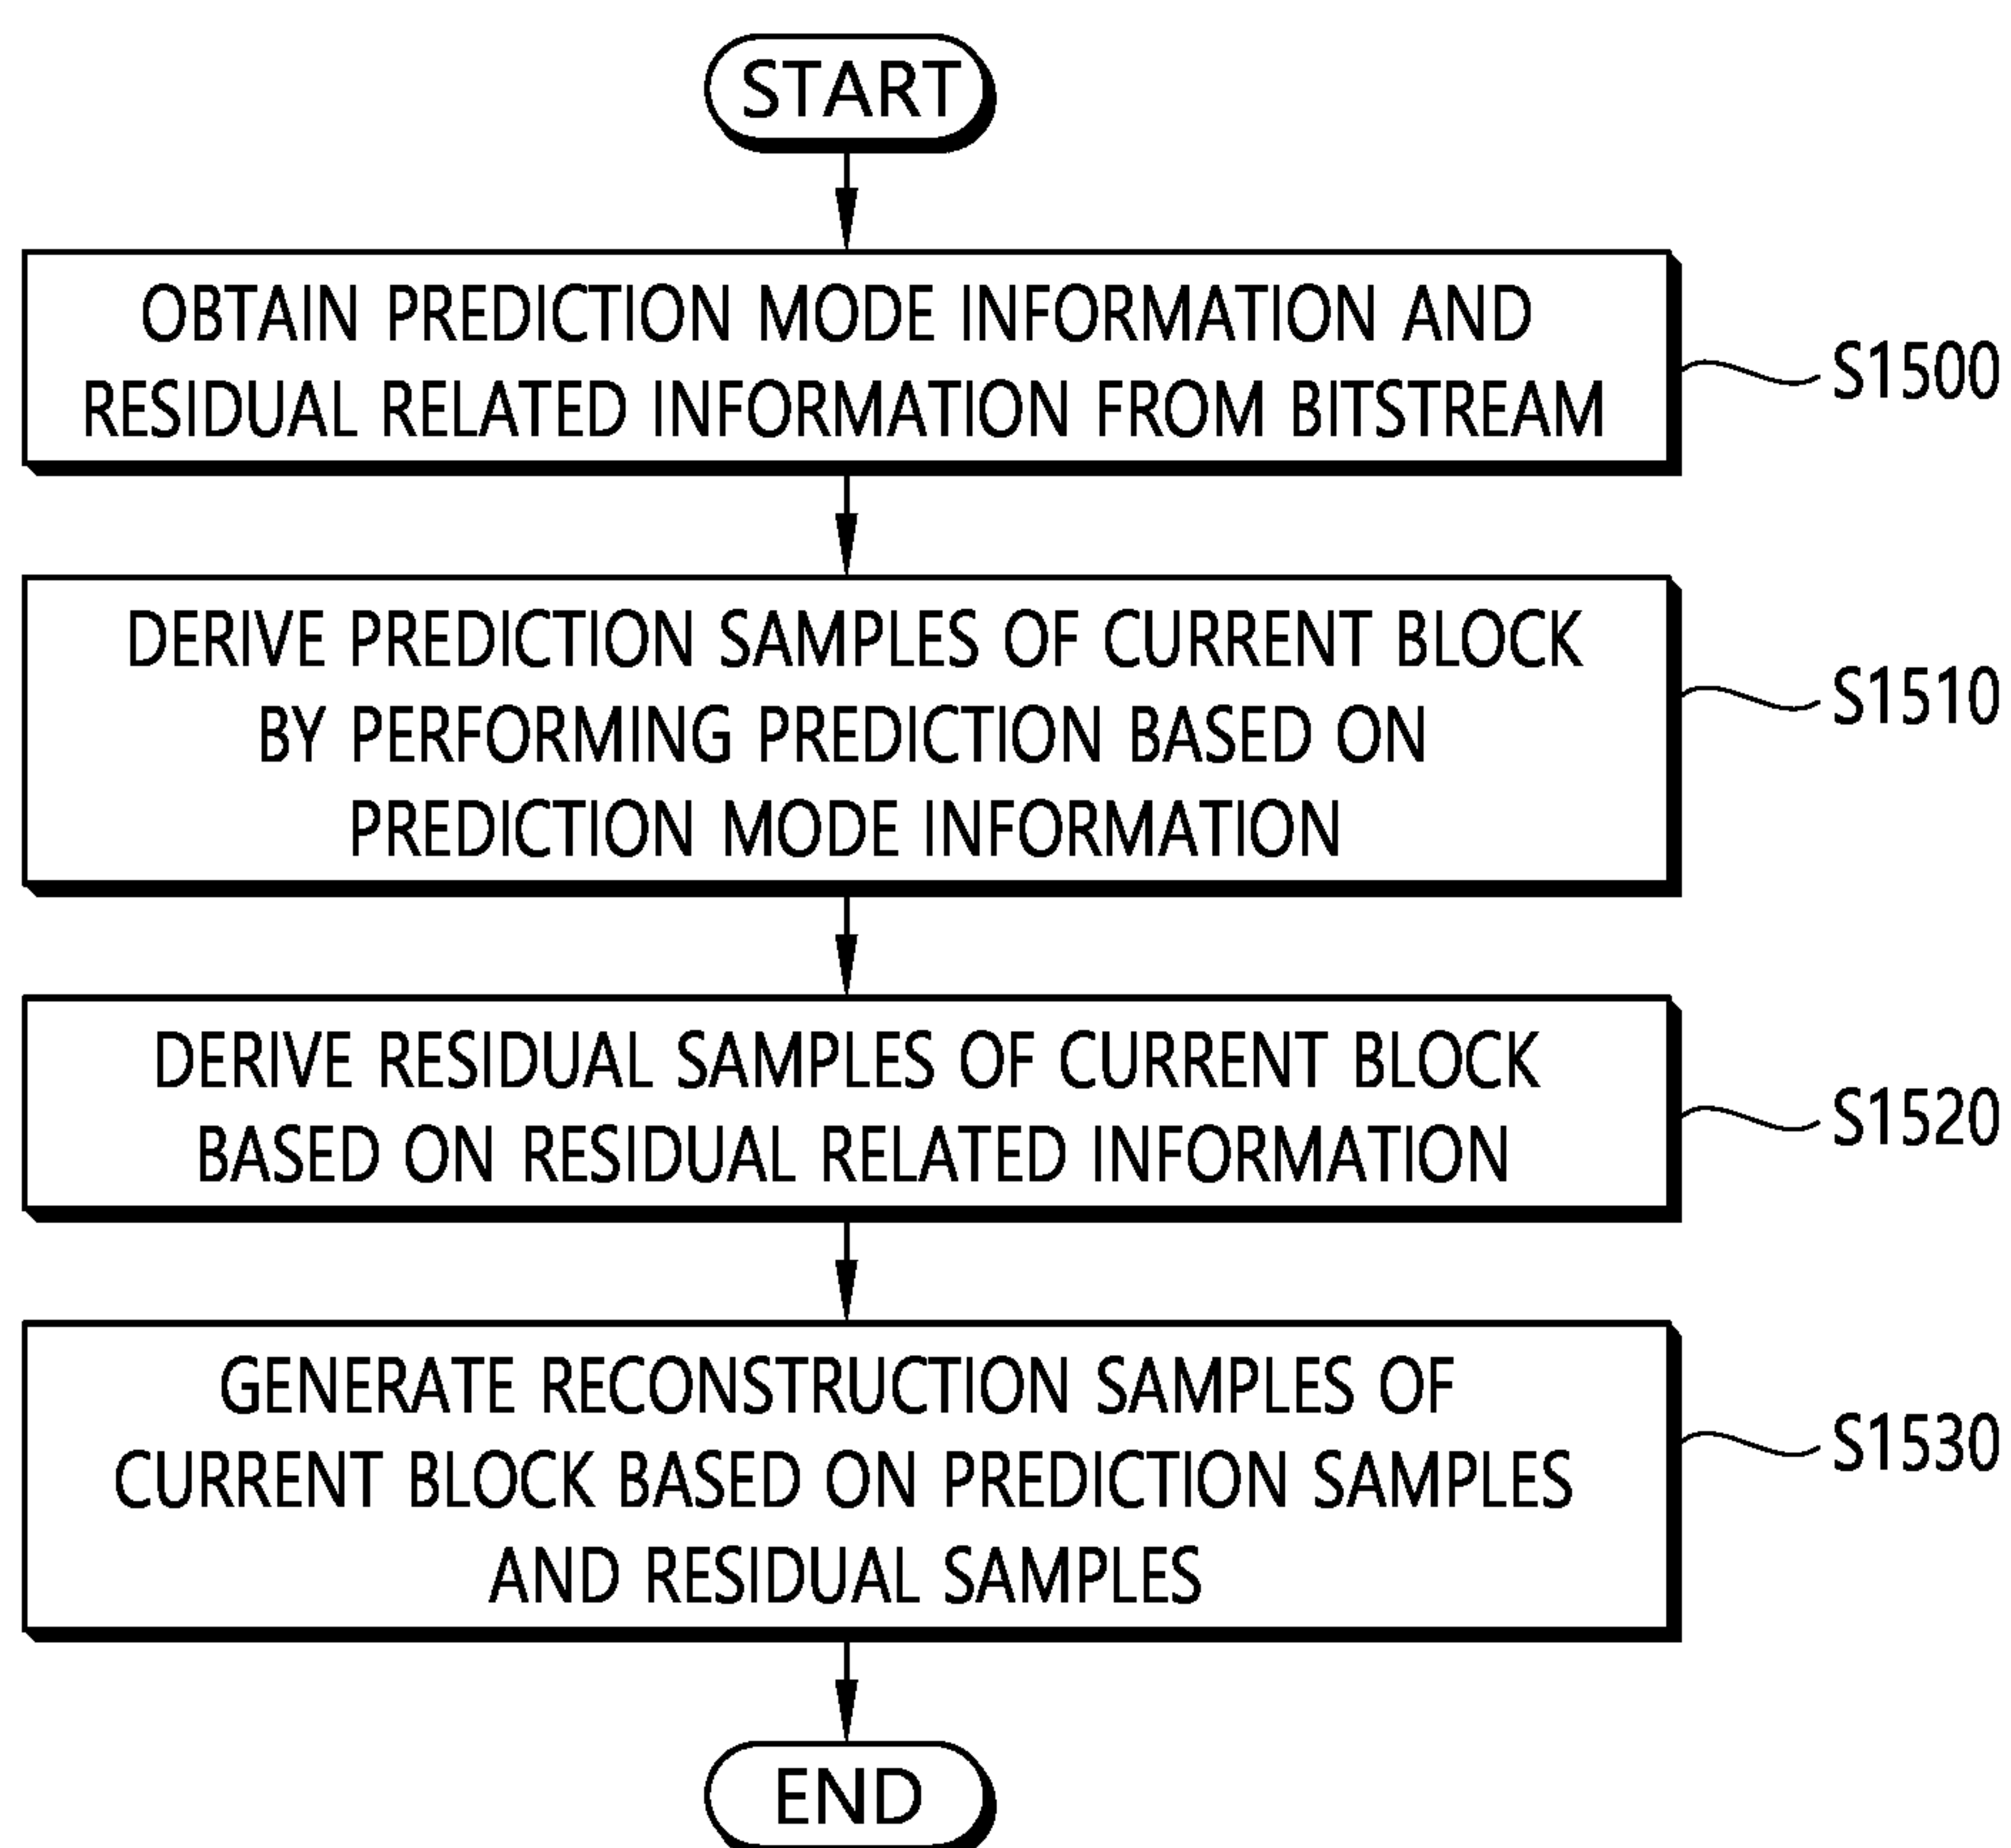 START
OBTAIN PREDICTION MODE INFORMATION AND
RESIDUAL RELATED INFORMATION FROM BITSTREAM
S1500
DERIVE PREDICTION SAMPLES OF CURRENT BLOCK
BY PERFORMING PREDICTION BASED ON
PREDICTION MODE INFORMATION
S1510
DERIVE RESIDUAL SAMPLES OF CURRENT BLOCK
BASED ON RESIDUAL RELATED INFORMATION
S1520
GENERATE RECONSTRUCTION SAMPLES OF
CURRENT BLOCK BASED ON PREDICTION SAMPLES
AND RESIDUAL SAMPLES
S1530
END